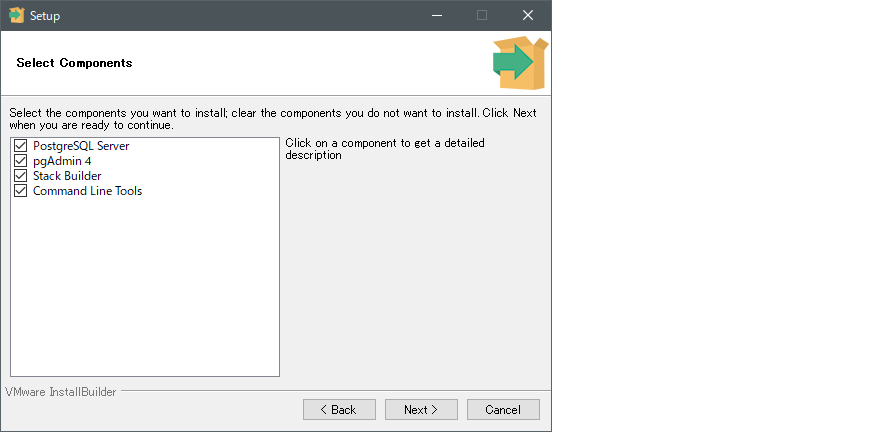 Setup
Select Components
Select the components you want to install; clear the components you do not want to install. Click Next
when you are ready to continue.
PostgreSQL Server
pgAdmin 4
Stack Builder
Command Line Tools
Click on a component to get a detailed
description
VMware InstallBuilder
< Back
Next >
Cancel